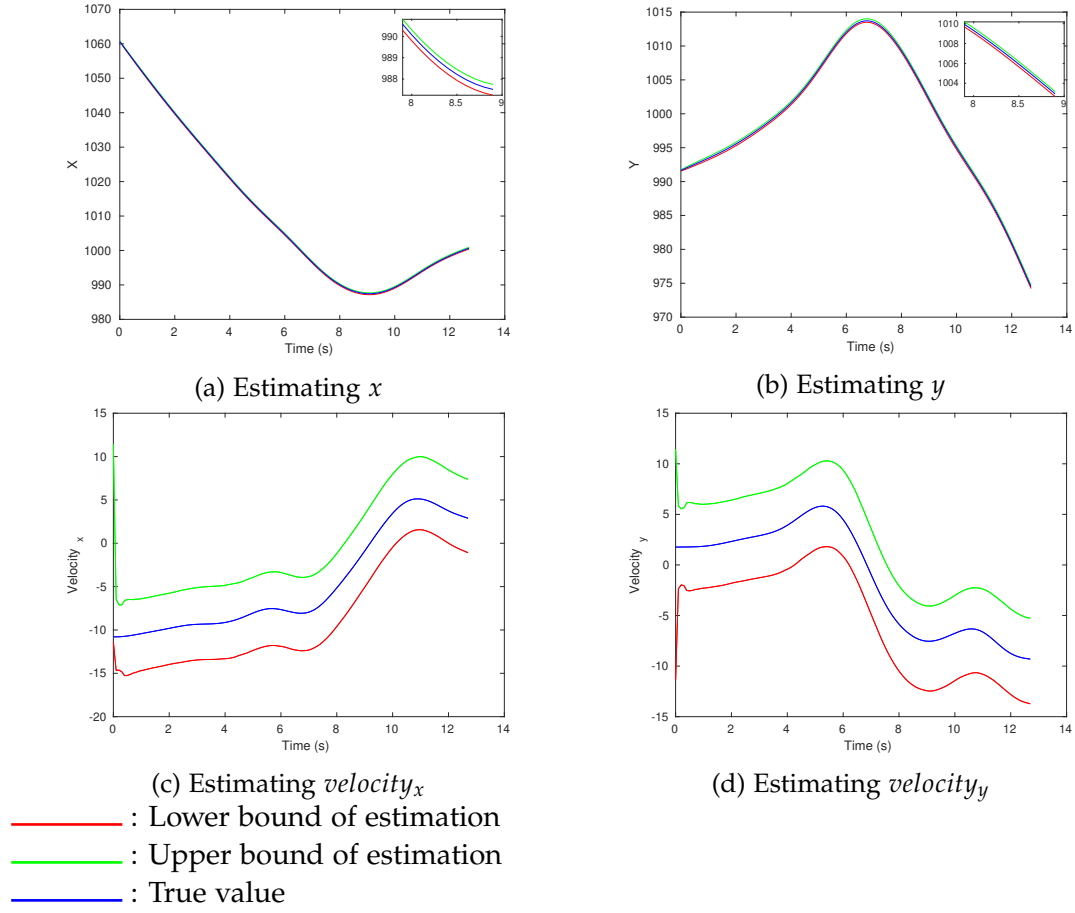 1070
1060
1050
1040
1030
1020
1010
1000
990
980
X
0 2 4 6 8 10 12 14
Time (s)
990
989
988
8 8.5 9
(a) Estimating x
1015
1010
1005
1000
995
990
985
980
975
970
Y
0 2 4 6 8 10 12 14
Time (s)
1010
1008
1006
1004
8 8.5 9
(b) Estimating y
15
10
5
0
-5
-10
-15
-20
Velocity x
0 2 4 6 8 10 12 14
Time (s)
(c) Estimating velocityx
15
10
5
0
-5
-10
-15
Velocity y
0 2 4 6 8 10 12 14
Time (s)
(d) Estimating velocityy
: Lower bound of estimation
: Upper bound of estimation
: True value